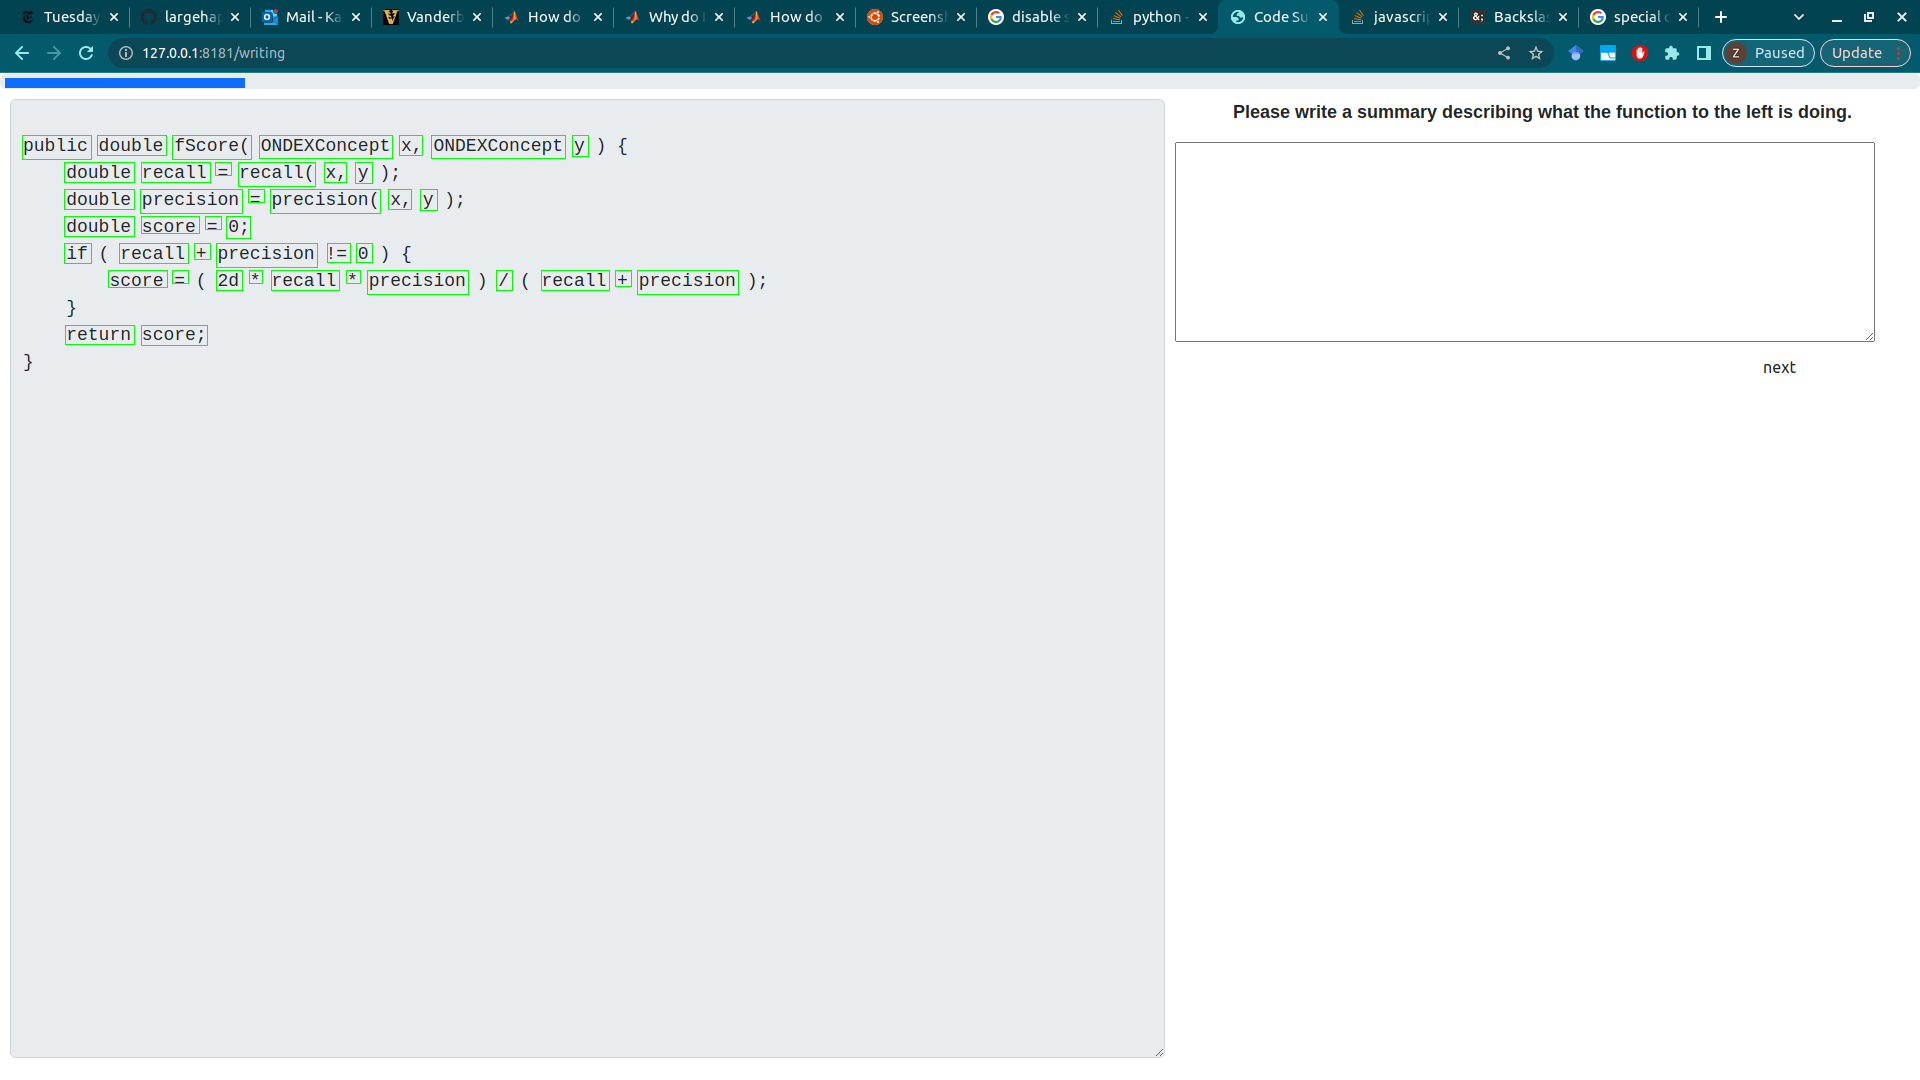 Tuesday largeha Mail - Ka Vanderb How do Why do How do Screens disable s python - Code Su javascri Backsla special c
127.0.0.1:8181/writing Z Paused Update
Please write a summary describing what the function to the left is doing.
public double fScore( ONDEXConcept x, ONDEXConcept y ) {
double recall = recall( x, y );
double precision = precision( x, y );
double score = 0;
if ( recall + precision != 0 ) {
score = ( 2d * recall * precision ) / ( recall + precision );
}
return score;
}
next